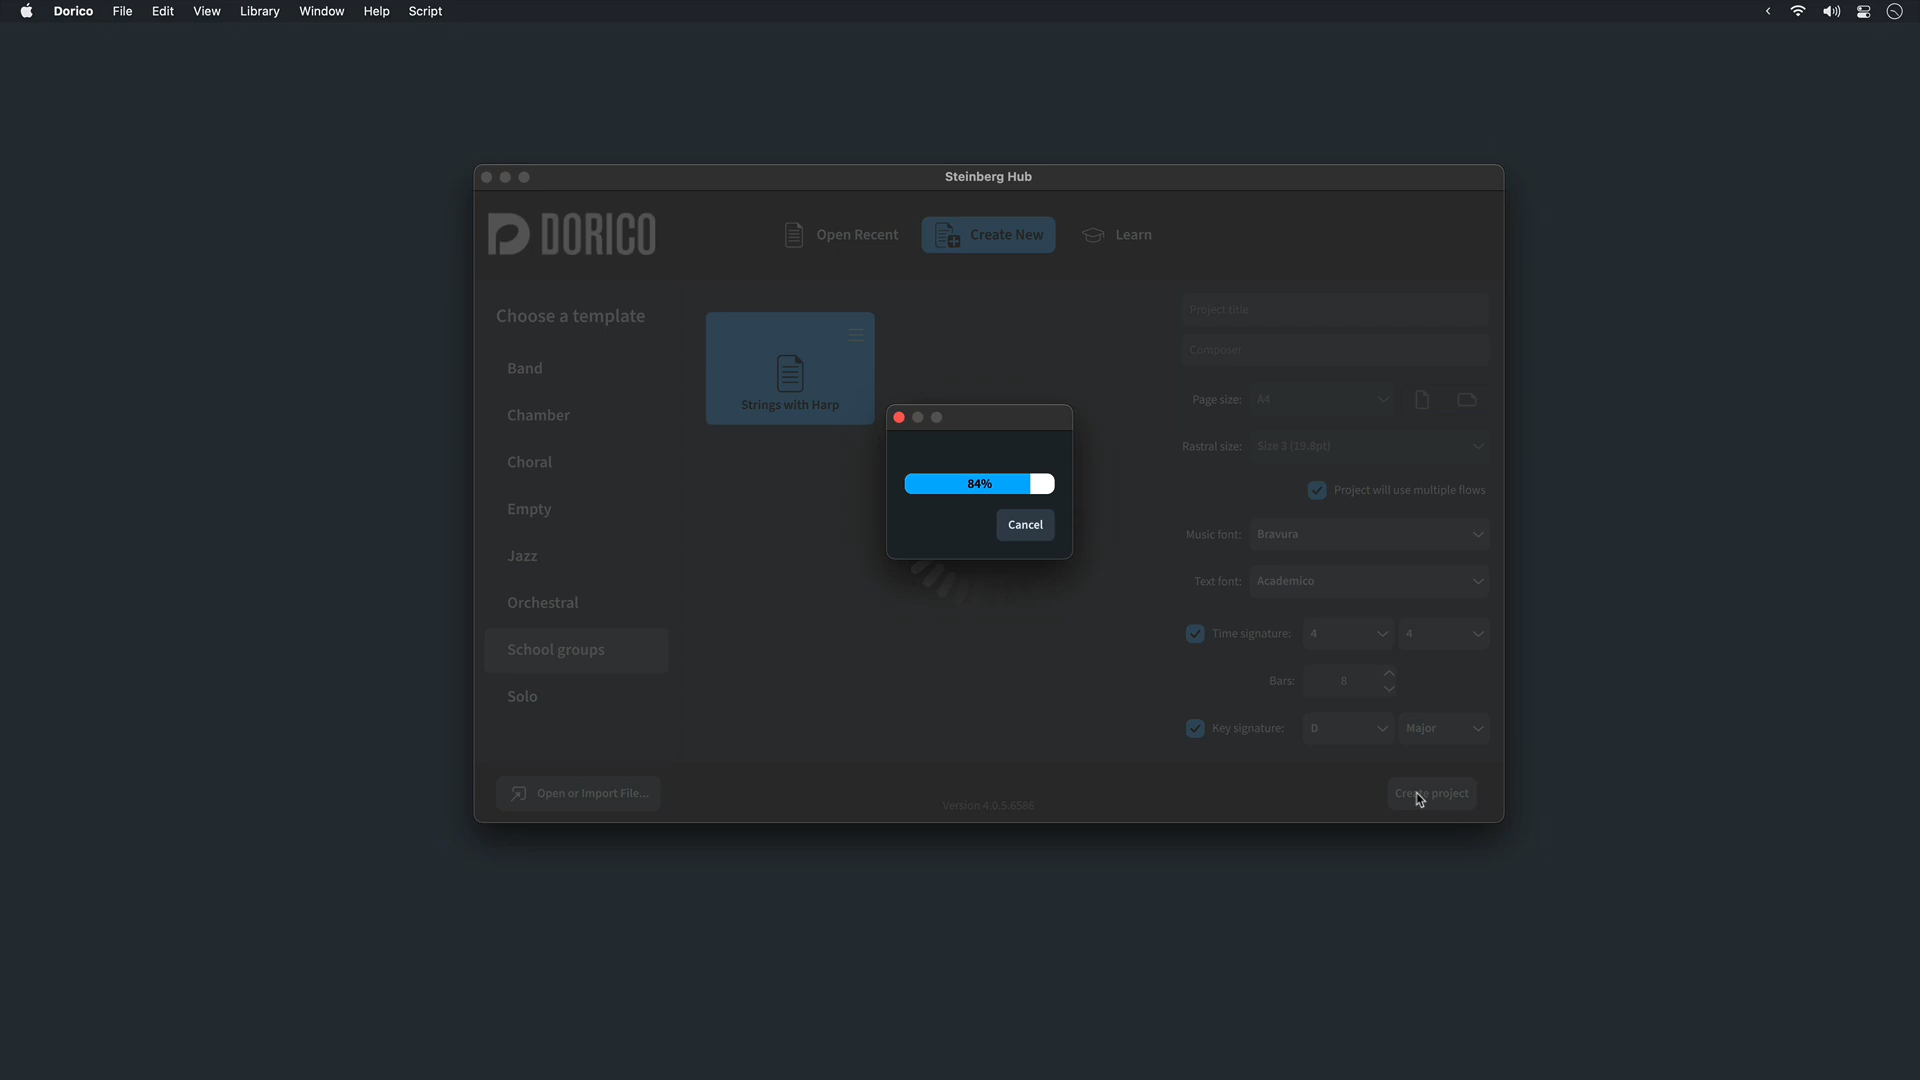 Dorico File Edit View Library Window Help Script
Steinberg Hub
DORICO
Open Recent
Create New
Learn
Choose a template
Band
Chamber
Choral
Empty
Jazz
Orchestral
School groups
Solo
Strings with Harp
84%
Cancel
Project title
Composer
Page size: A4
Rastral size: Size 3 (19.8pt)
Project will use multiple flows
Music font: Bravura
Text font: Academico
Time signature: 4 4
Bars: 8
Key signature: D Major
Open or Import File...
Version 4.0.5.6586
Create project